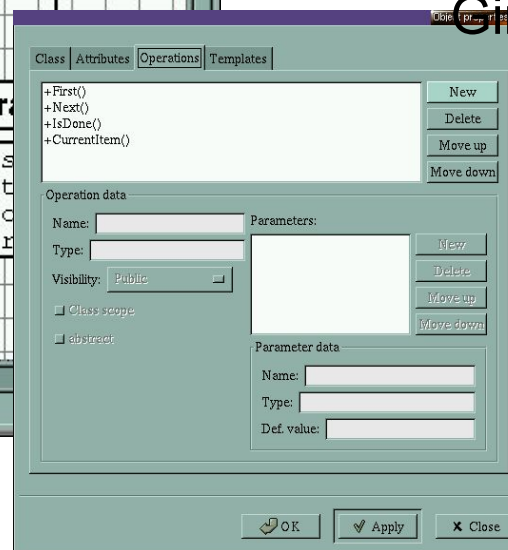 Object properties
Class Attributes Operations Templates
+First()
+Next()
+IsDone()
+CurrentItem()
New
Delete
Move up
Move down
Operation data
Name:
Type:
Visibility: Public
Class scope
abstract
Parameters:
New
Delete
Move up
Move down
Parameter data
Name:
Type:
Def. value:
OK Apply Close